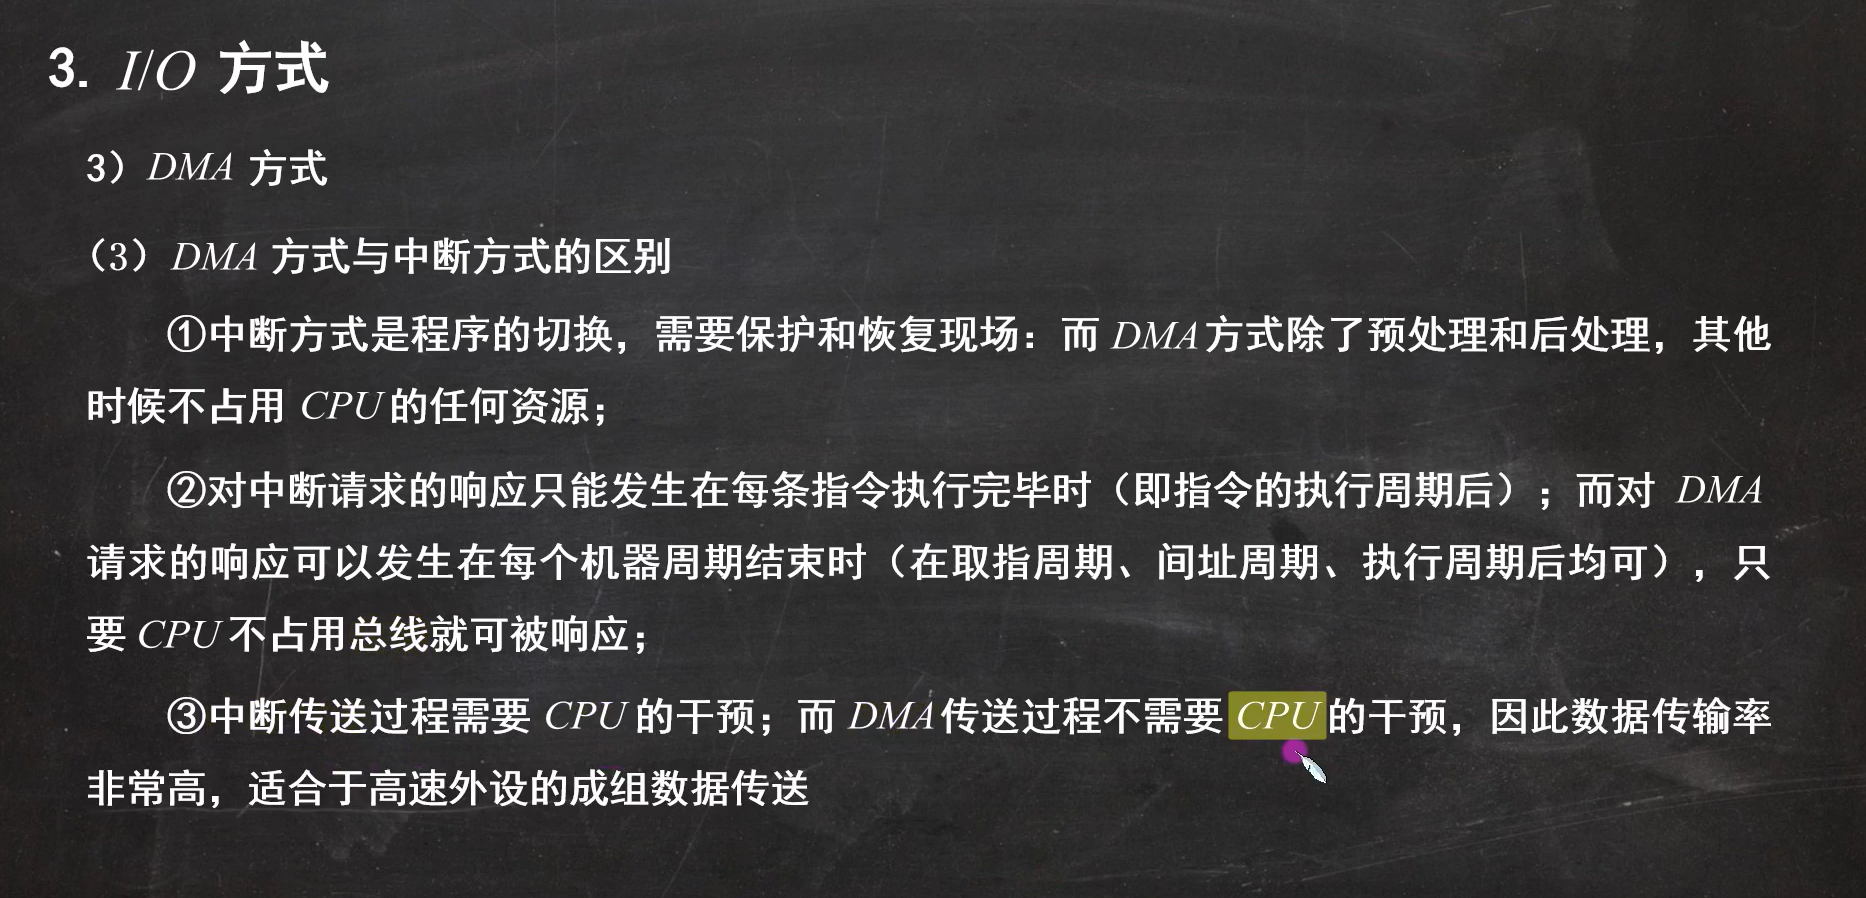 3. I/O 方式
3）DMA 方式
（3）DMA 方式与中断方式的区别
①中断方式是程序的切换，需要保护和恢复现场：而 DMA方式除了预处理和后处理，其他
时候不占用 CPU的任何资源；
②对中断请求的响应只能发生在每条指令执行完毕时（即指令的执行周期后）；而对 DMA
请求的响应可以发生在每个机器周期结束时（在取指周期、间址周期、执行周期后均可），只
要 CPU 不占用总线就可被响应；
③中断传送过程需要 CPU 的干预；而 DMA传送过程不需要 CPU 的干预，因此数据传输率
非常高，适合于高速外设的成组数据传送